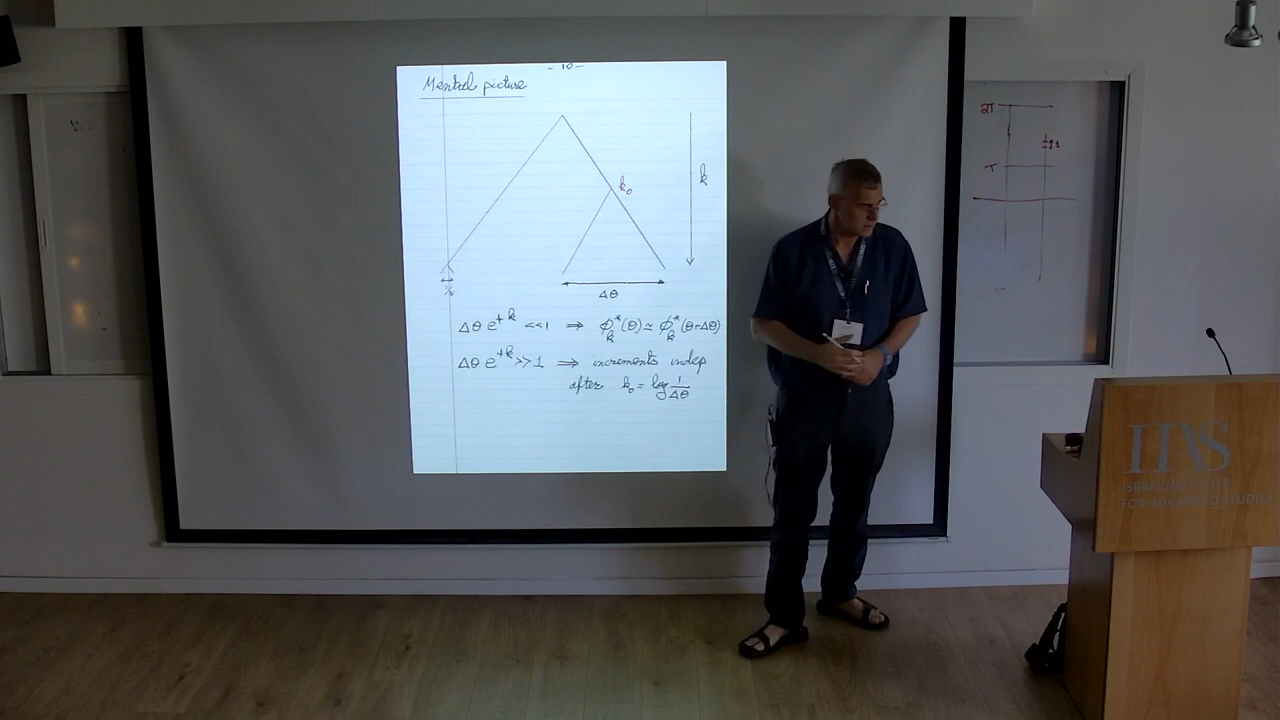 - 10 -
Mental picture
k₀
k
Δθ
Δθ e^{+k} <<1 ⇒ φ*_k(θ) ≃ φ*_k(θ+Δθ)
Δθ e^{+k} >>1 ⇒ increments indep
after k₀ = log 1/Δθ
2T
T
IIAS
ISRAEL INSTITUTE
FOR ADVANCED STUDIES